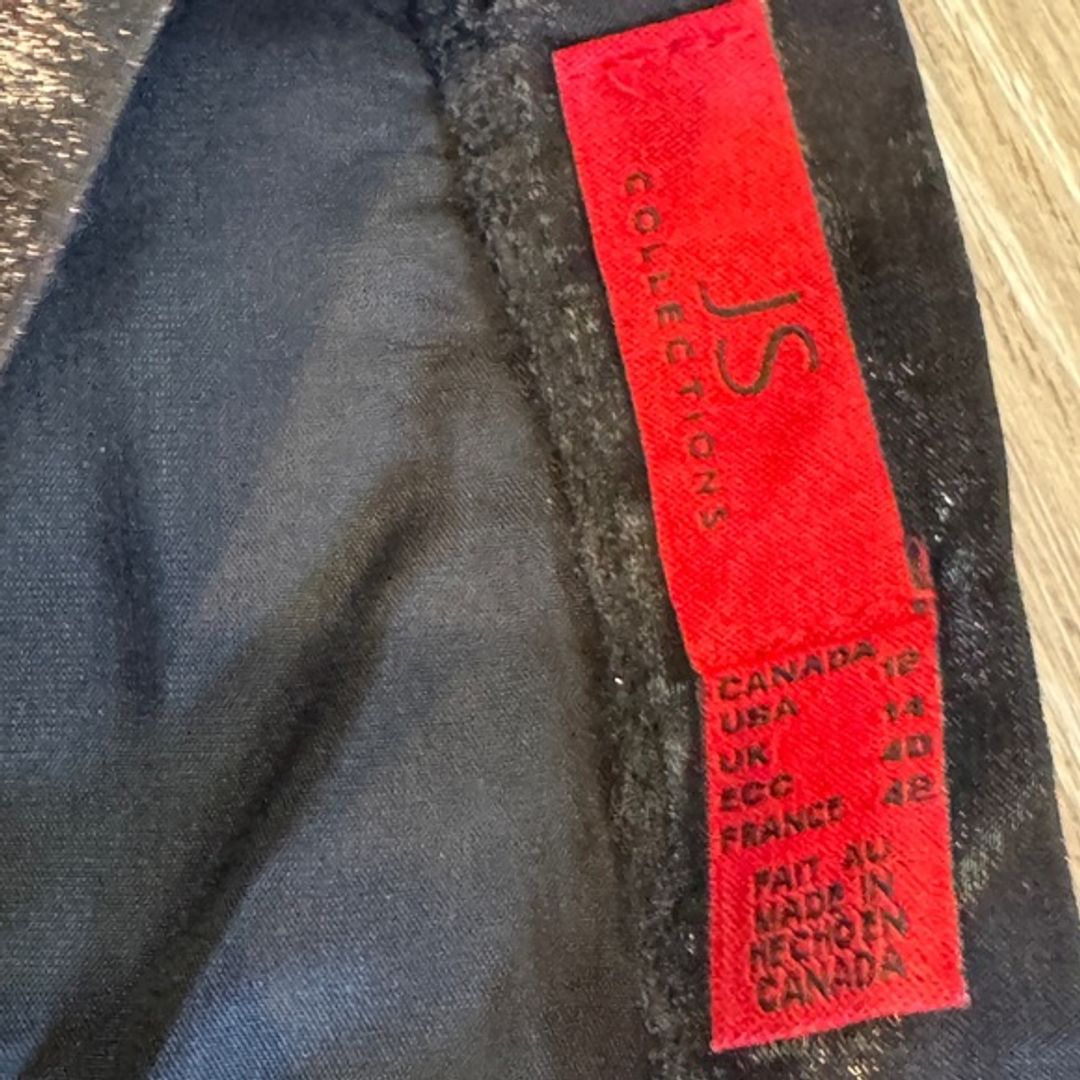 JS
COLLECTIONS
CANADA
USA 12
UK 14
ECC 40
FRANCE 42
FAIT AU
MADE IN
HECHO EN
CANADA